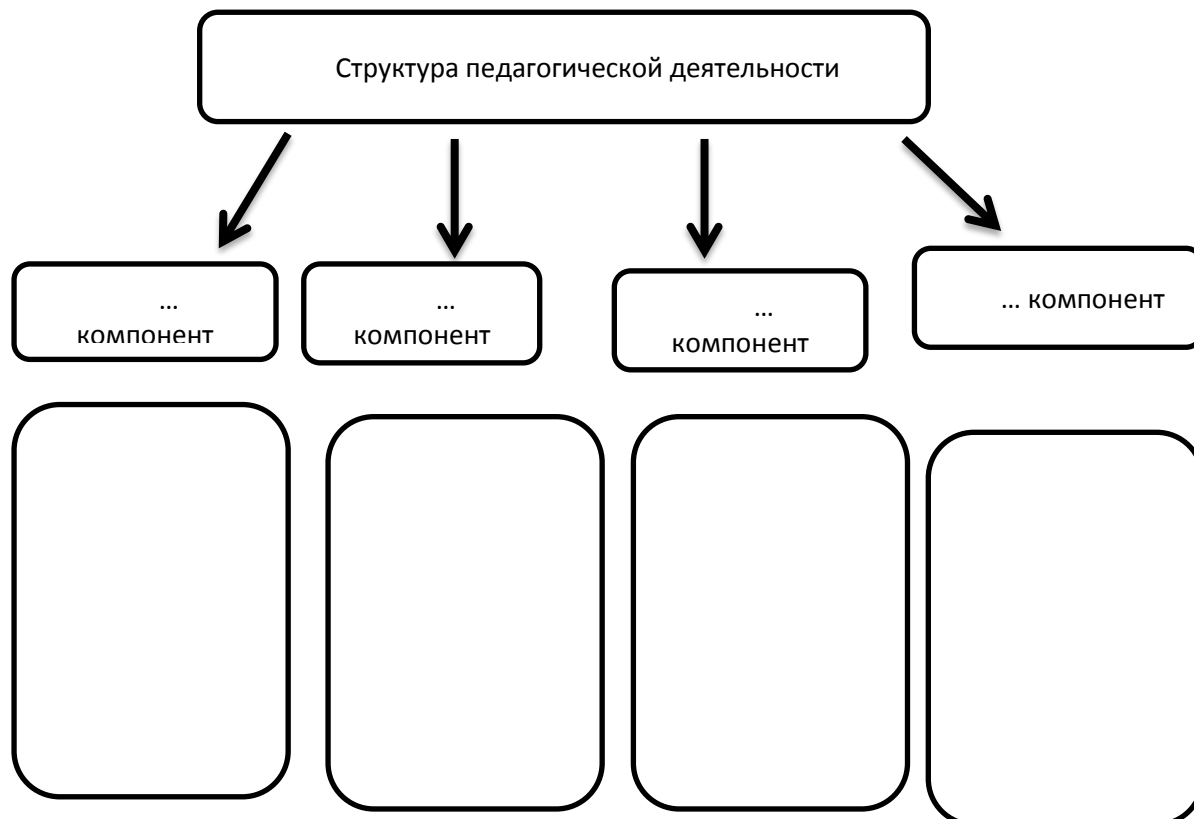 Структура педагогической деятельности
...
компонент
...
компонент
...
компонент
... компонент